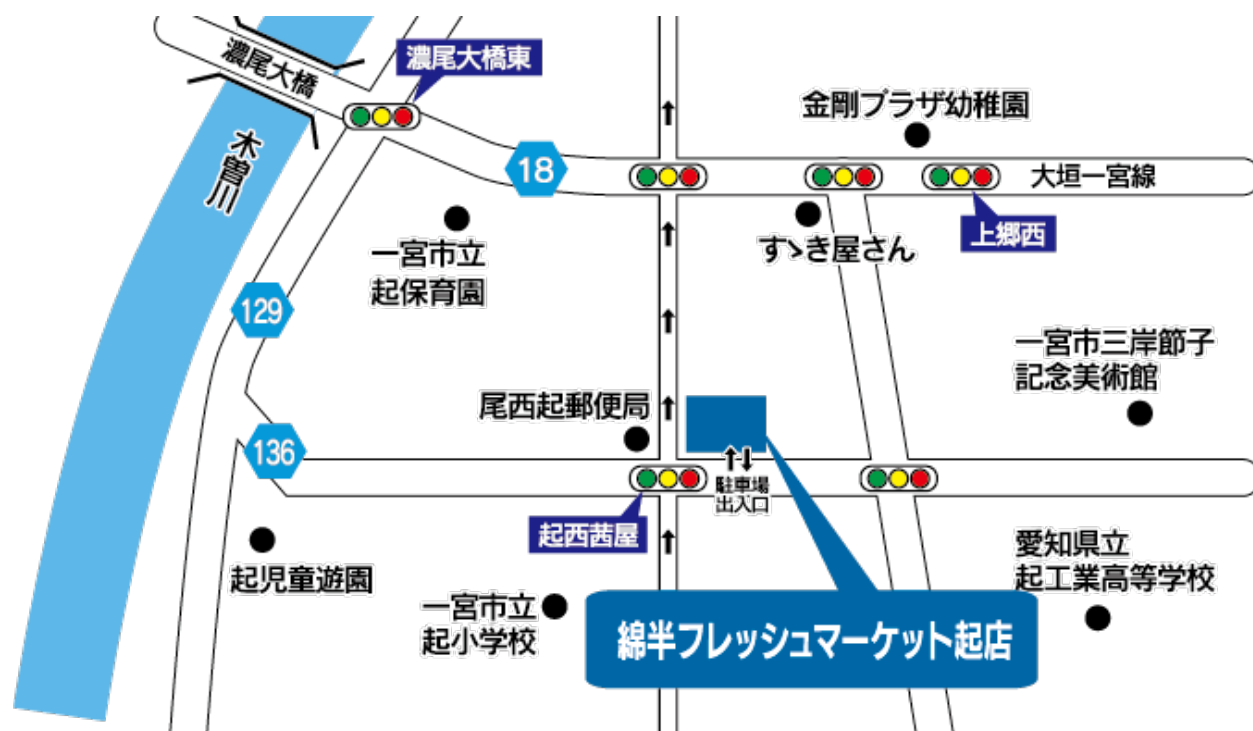 濃尾大橋
濃尾大橋東
木曽川
18
金剛プラザ幼稚園
大垣一宮線
上郷西
すゝき屋さん
一宮市立
起保育園
129
一宮市三岸節子
記念美術館
尾西起郵便局
136
駐車場
出入口
起西茜屋
起児童遊園
一宮市立
起小学校
愛知県立
起工業高等学校
綿半フレッシュマーケット起店